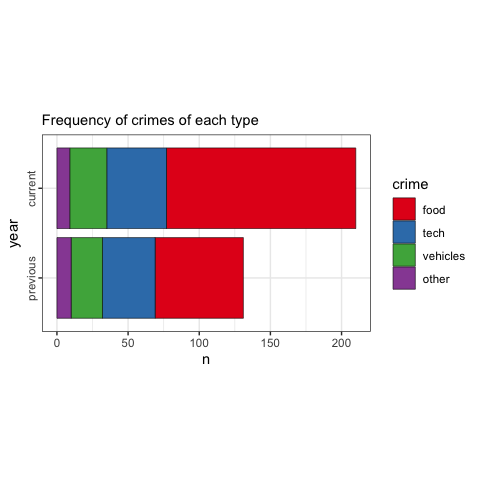 Frequency of crimes of each type
year
current
previous
0 50 100 150 200
n
crime
food
tech
vehicles
other